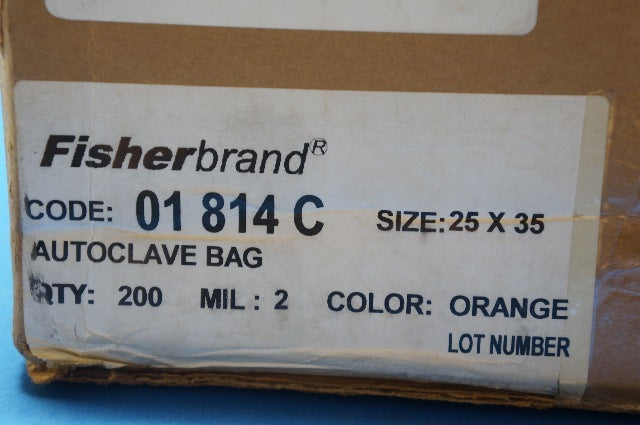 Fisherbrand®
CODE: 01 814 C SIZE: 25 X 35
AUTOCLAVE BAG
QTY: 200 MIL : 2 COLOR: ORANGE
LOT NUMBER